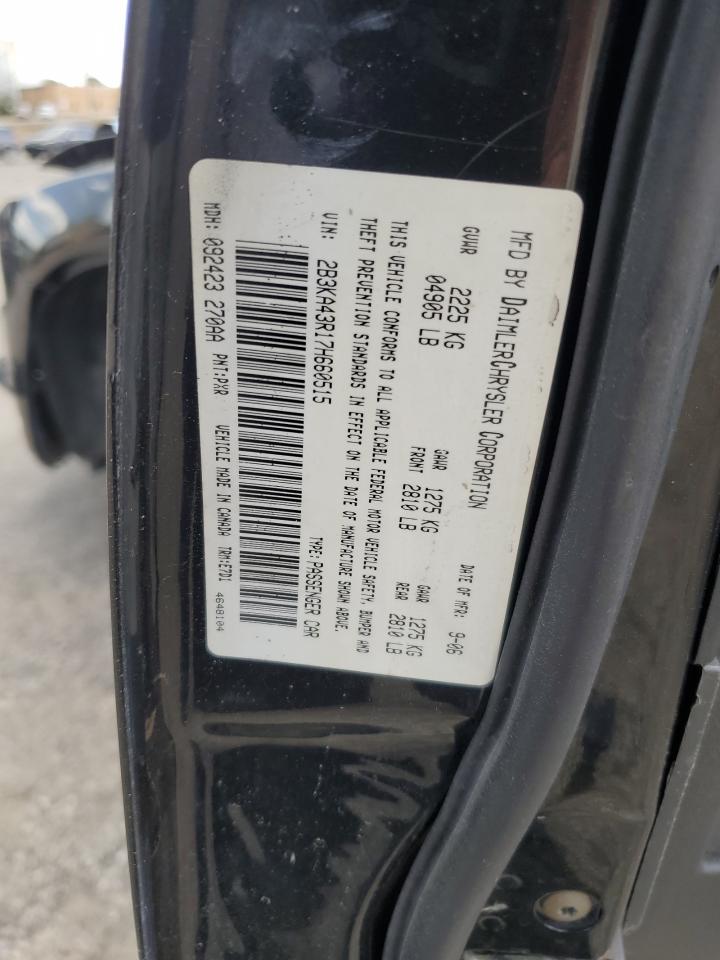 MFD BY DAIMLERCHRYSLER CORPORATION
DATE OF MFR: 9-06
GVWR 2225 KG
04905 LB
GAWR FRONT 1275 KG
2810 LB
GAWR REAR 1275 KG
2810 LB
THIS VEHICLE CONFORMS TO ALL APPLICABLE FEDERAL MOTOR VEHICLE SAFETY, BUMPER AND
THEFT PREVENTION STANDARDS IN EFFECT ON THE DATE OF MANUFACTURE SHOWN ABOVE.
VIN: 2B3KA43R17H660515
TYPE: PASSENGER CAR
MDH: 092423 270AA PNT:PXR VEHICLE MADE IN CANADA TRM:E7D1
4648104